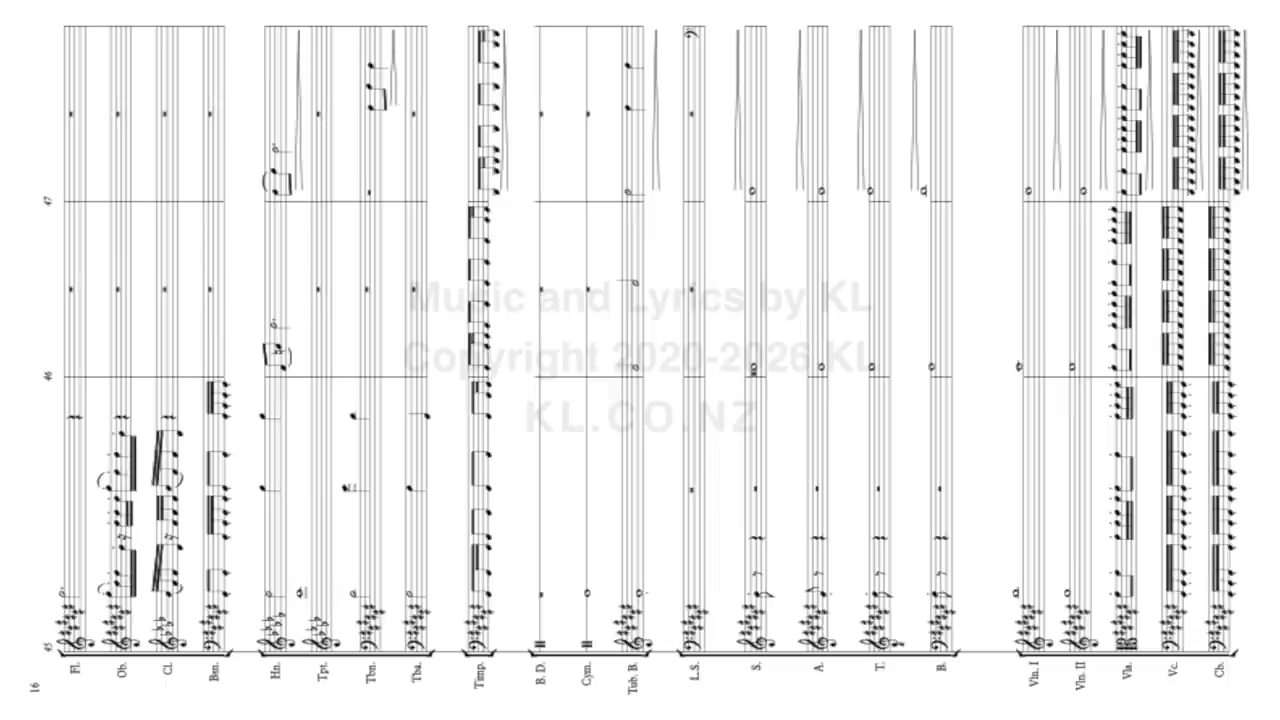 16
45
46
47
Fl.
Ob.
Cl.
Bsn.
Hn.
Tpt.
Tbn.
Tba.
Timp.
B. D.
Cym.
Tub. B.
L.S.
S.
A.
T.
B.
Vln. I
Vln. II
Vla.
Vc.
Cb.
Music and Lyrics by KL
Copyright 2020-2026 KL
KL.CO.NZ